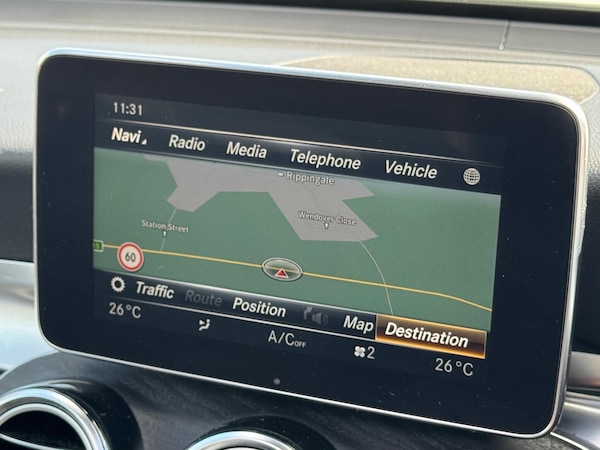 11:31
Navi Radio Media Telephone Vehicle
Rippingale
Wendover Close
Station Street
60
Traffic Route Position Map Destination
26°C A/C OFF 2 26°C